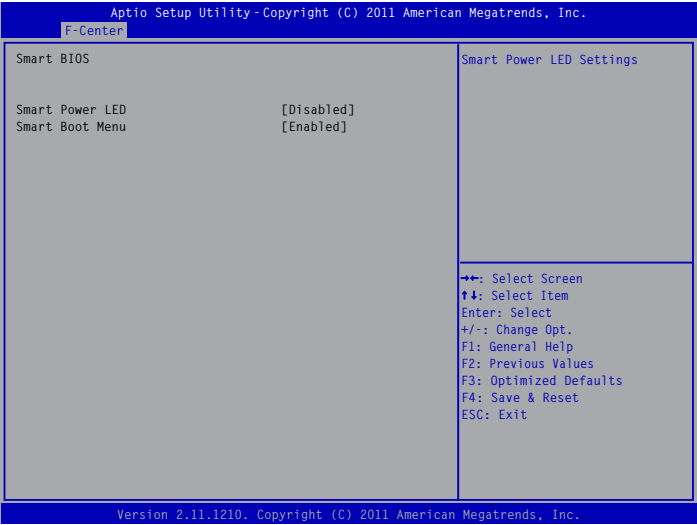 Aptio Setup Utility - Copyright (C) 2011 American Megatrends, Inc.
F-Center
Smart BIOS
Smart Power LED [Disabled]
Smart Boot Menu [Enabled]
Smart Power LED Settings
→←: Select Screen
↑↓: Select Item
Enter: Select
+/-: Change Opt.
F1: General Help
F2: Previous Values
F3: Optimized Defaults
F4: Save & Reset
ESC: Exit
Version 2.11.1210. Copyright (C) 2011 American Megatrends, Inc.